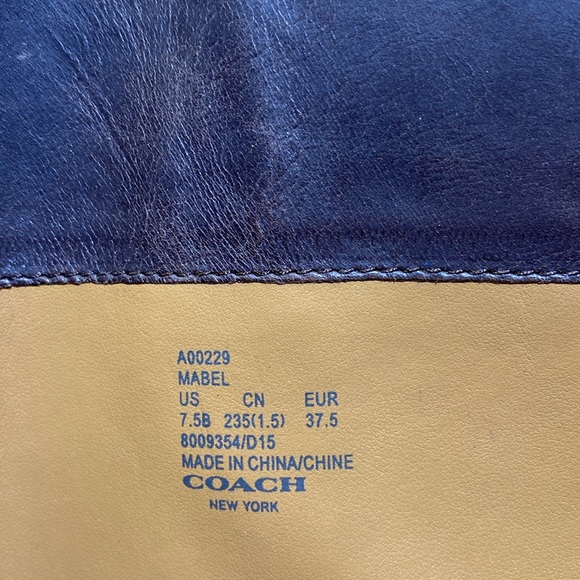 A00229
MABEL
US CN EUR
7.5B 235(1.5) 37.5
8009354/D15
MADE IN CHINA/CHINE
COACH
NEW YORK